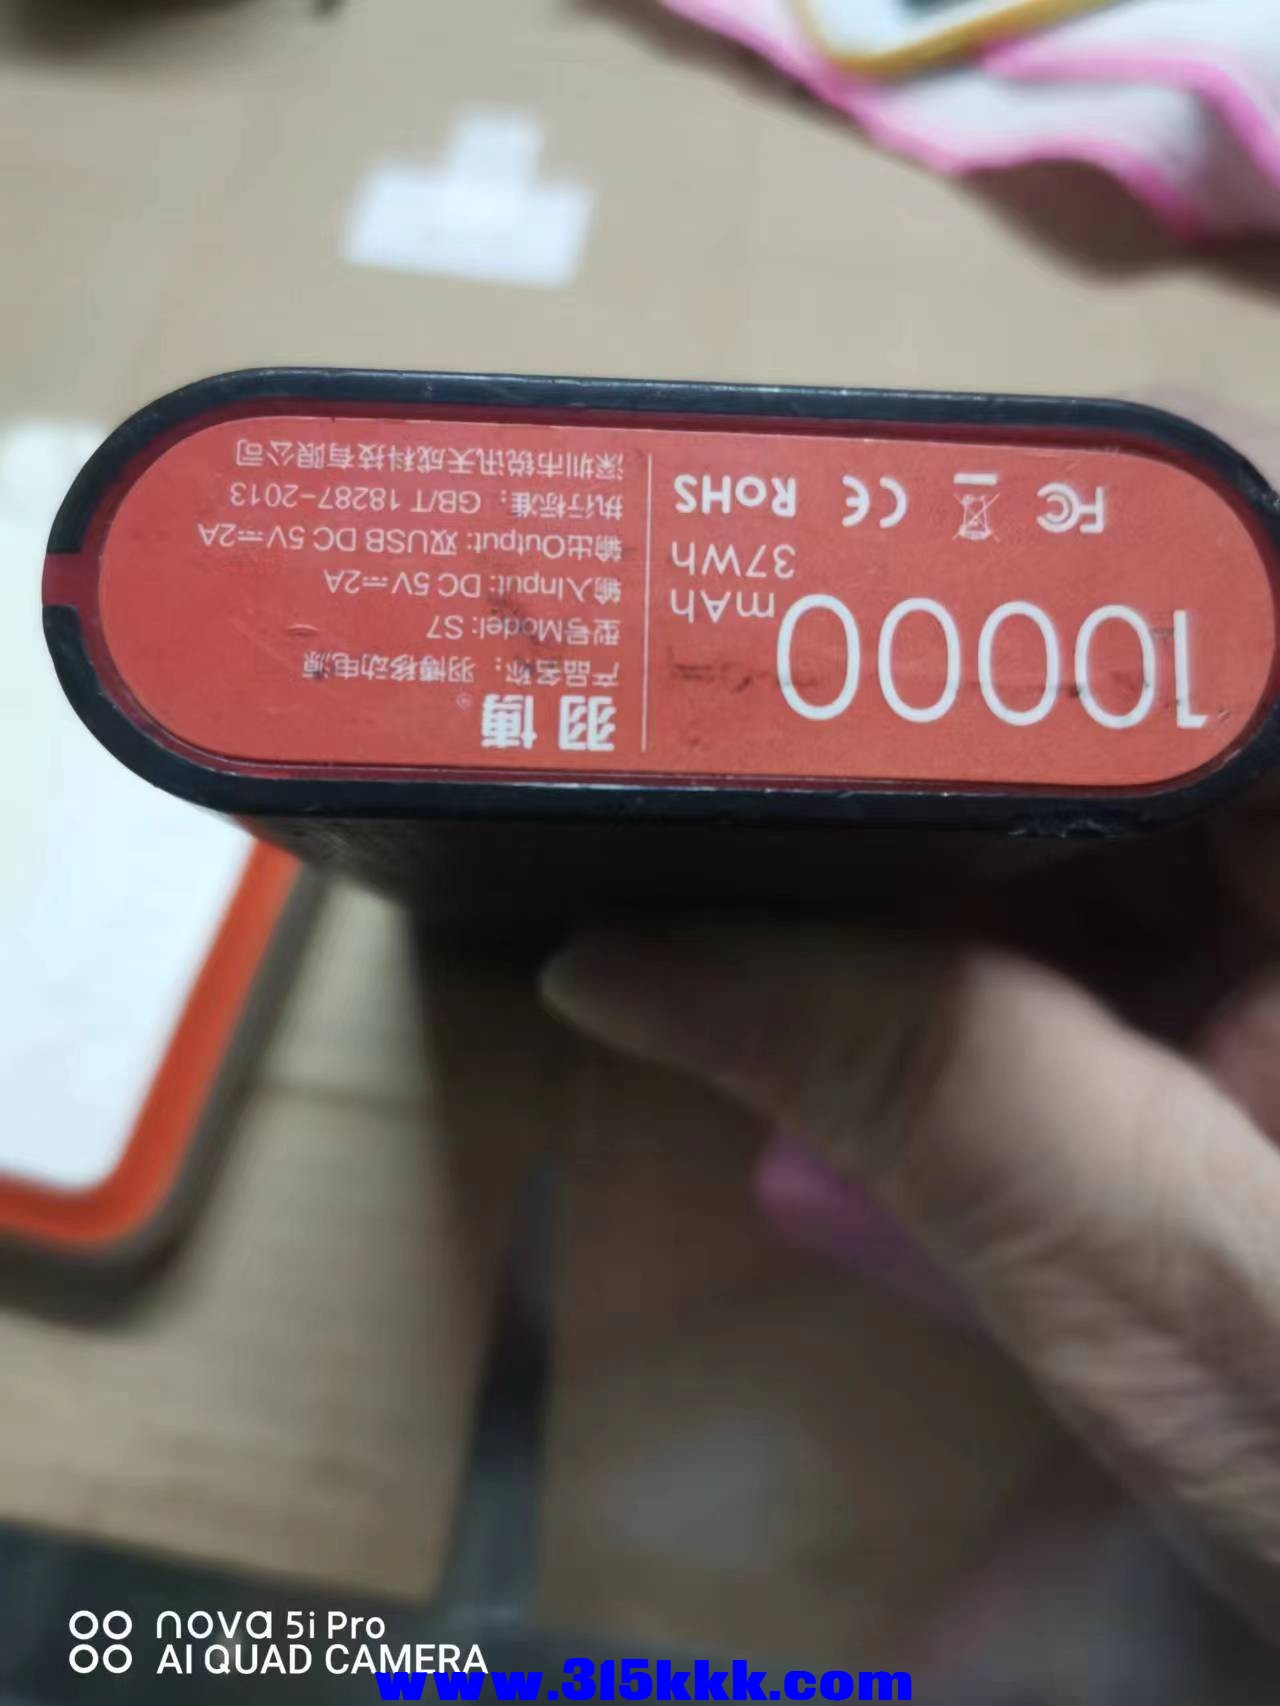 10000
mAh
37Wh
FC CE RoHS
羽博®
产品名称：羽博移动电源
型号Model: S7
输入Input: DC 5V⎓2A
输出Output: 双USB DC 5V⎓2A
执行标准：GB/T 18287-2013
深圳市锐讯天成科技有限公司
nova 5i Pro
AI QUAD CAMERA
www.315kkk.com